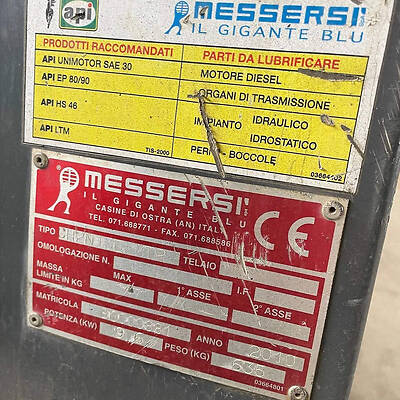 api
MESSERSI'
IL GIGANTE BLU
PRODOTTI RACCOMANDATI PARTI DA LUBRIFICARE
API UNIMOTOR SAE 30 MOTORE DIESEL
API EP 80/90 ORGANI DI TRASMISSIONE
API HS 46 IMPIANTO IDRAULICO
IDROSTATICO
API LTM PERNI BOCCOLE
TIS-2000 03664402
MESSERSI'
IL GIGANTE BLU
CASINE DI OSTRA (AN) ITALY
TEL. 071.688771 - FAX. 071.688586
CE
TIPO
OMOLOGAZIONE N. TELAIO
MASSA MAX 1° ASSE I.F. 2° ASSE
LIMITE IN KG
MATRICOLA ANNO 2010
POTENZA (KW) PESO (KG) 635
03664801